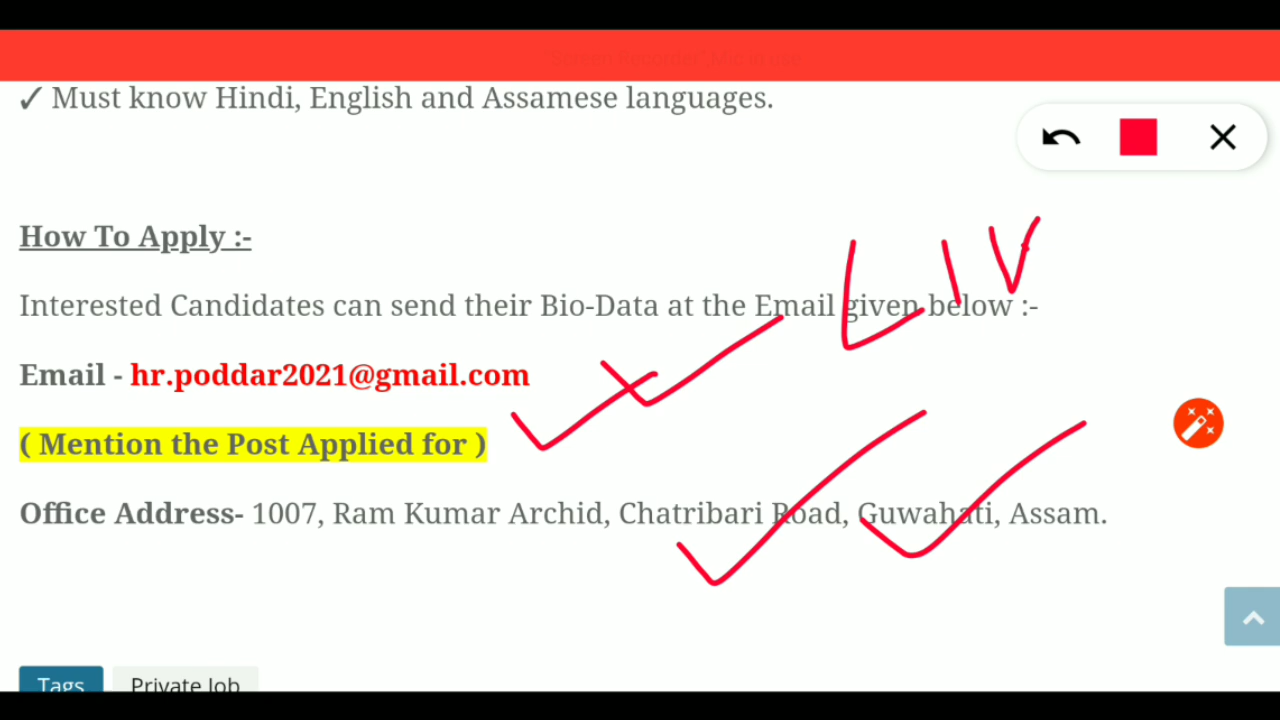 ✓ Must know Hindi, English and Assamese languages.
How To Apply :-
Interested Candidates can send their Bio-Data at the Email given below :-
Email - hr.poddar2021@gmail.com
( Mention the Post Applied for )
Office Address- 1007, Ram Kumar Archid, Chatribari Road, Guwahati, Assam.
Tags Private Job